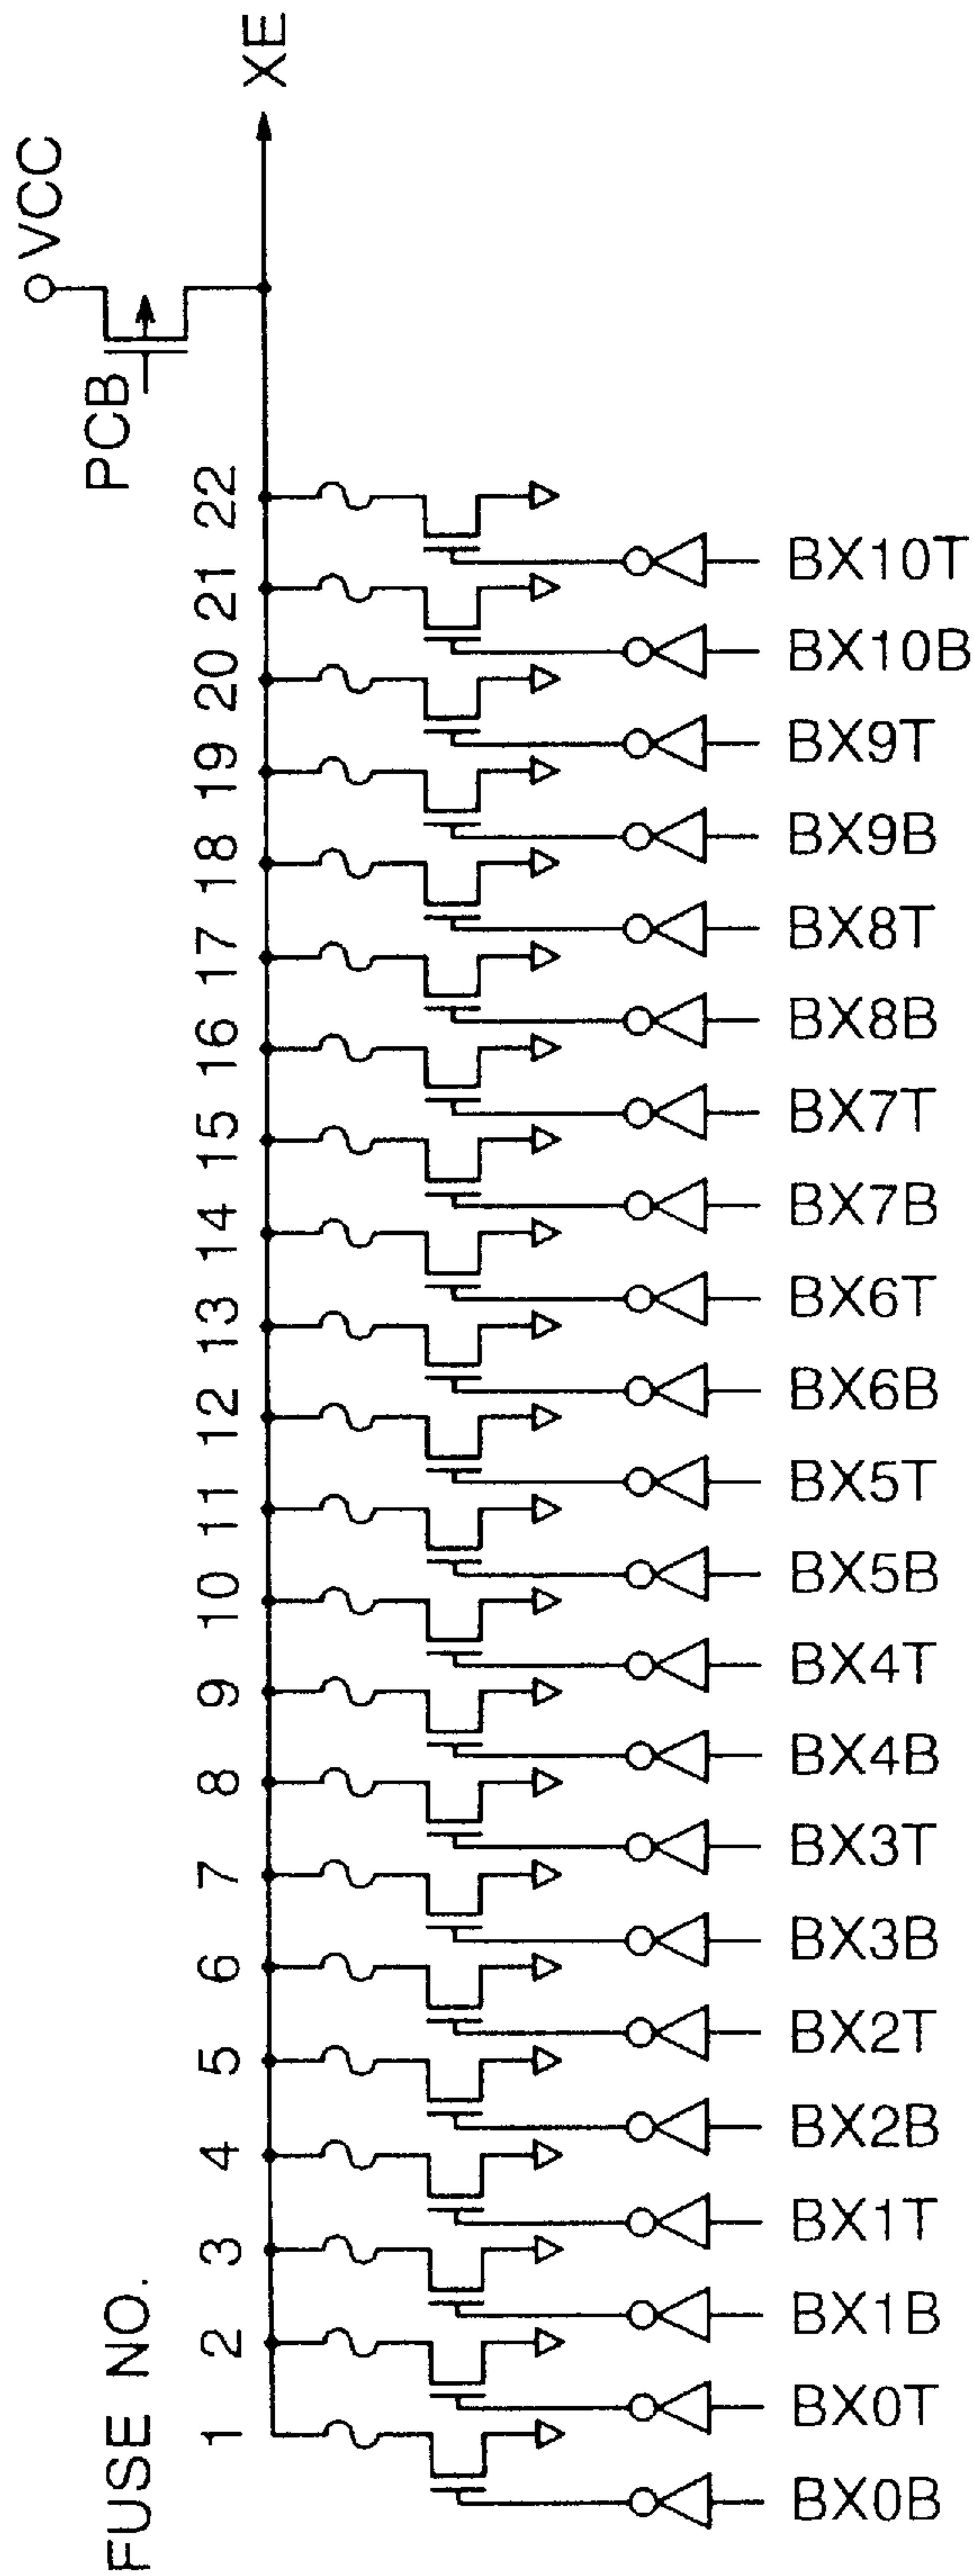 VCC
PCB
XE
FUSE NO.
1 2 3 4 5 6 7 8 9 10 11 12 13 14 15 16 17 18 19 20 21 22
BX0B
BX0T
BX1B
BX1T
BX2B
BX2T
BX3B
BX3T
BX4B
BX4T
BX5B
BX5T
BX6B
BX6T
BX7B
BX7T
BX8B
BX8T
BX9B
BX9T
BX10B
BX10T